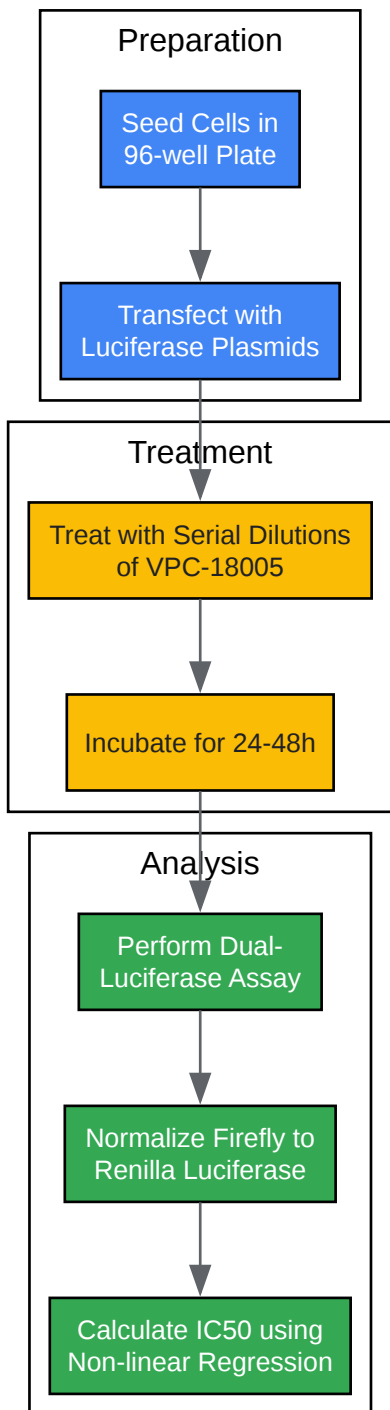 Preparation
Seed Cells in
96-well Plate
Transfect with
Luciferase Plasmids
Treatment
Treat with Serial Dilutions
of VPC-18005
Incubate for 24-48h
Analysis
Perform Dual-
Luciferase Assay
Normalize Firefly to
Renilla Luciferase
Calculate IC50 using
Non-linear Regression